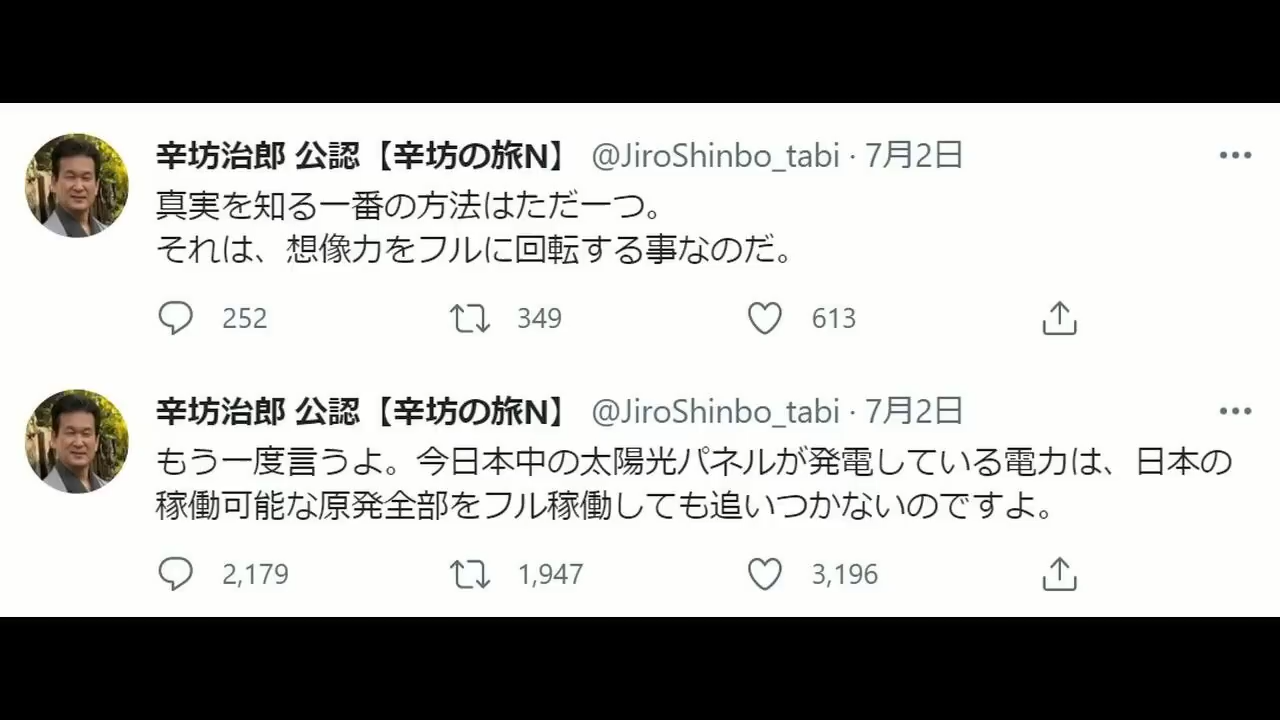 辛坊治郎 公認【辛坊の旅N】 @JiroShinbo_tabi · 7月2日
真実を知る一番の方法はただ一つ。
それは、想像力をフルに回転する事なのだ。
252 349 613
辛坊治郎 公認【辛坊の旅N】 @JiroShinbo_tabi · 7月2日
もう一度言うよ。今日本中の太陽光パネルが発電している電力は、日本の
稼働可能な原発全部をフル稼働しても追いつかないのですよ。
2,179 1,947 3,196